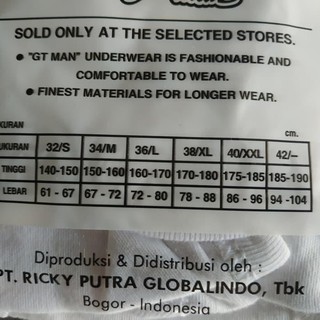 SOLD ONLY AT THE SELECTED STORES.
● "GT MAN" UNDERWEAR IS FASHIONABLE AND
COMFORTABLE TO WEAR.
● FINEST MATERIALS FOR LONGER WEAR.
KURAN cm.
UKURAN 32/S 34/M 36/L 38/XL 40/XXL 42/–
TINGGI 140-150 150-160 160-170 170-180 175-185 185-190
LEBAR 61 - 67 67 - 72 72 - 80 78 - 88 86 - 96 94 -104
Diproduksi & Didistribusi oleh :
PT. RICKY PUTRA GLOBALINDO, Tbk
Bogor - Indonesia